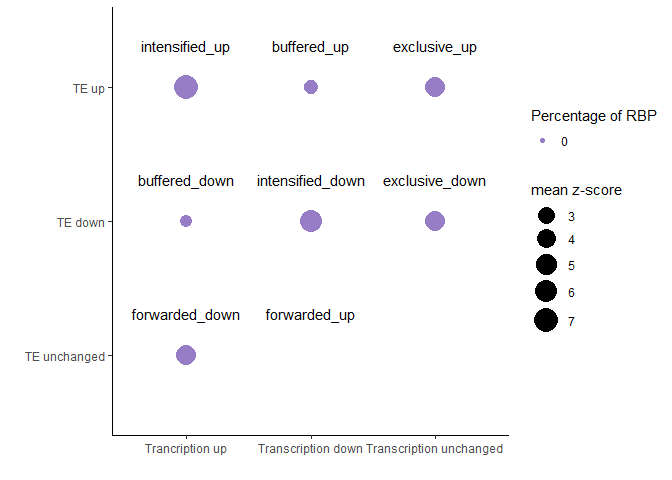 intensified_up buffered_up exclusive_up
TE up
buffered_down intensified_down exclusive_down
TE down
forwarded_down forwarded_up
TE unchanged
Trancription up Transcription down Transcription unchanged
Percentage of RBP
0
mean z-score
3
4
5
6
7